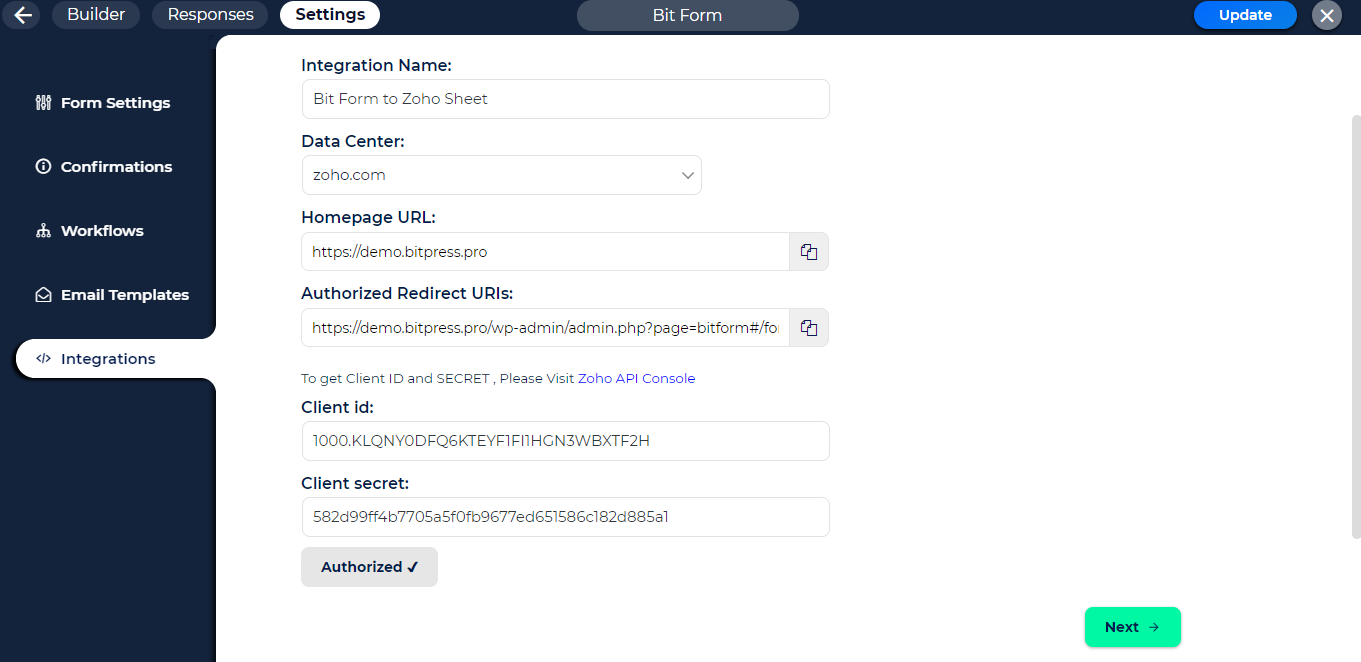 Builder
Responses
Settings
Bit Form
Update
Form Settings
Confirmations
Workflows
Email Templates
Integrations
Integration Name:
Bit Form to Zoho Sheet
Data Center:
zoho.com
Homepage URL:
https://demo.bitpress.pro
Authorized Redirect URIs:
https://demo.bitpress.pro/wp-admin/admin.php?page=bitform#/for
To get Client ID and SECRET , Please Visit Zoho API Console
Client id:
1000.KLQNY0DFQ6KTEYF1FI1HGN3WBXTF2H
Client secret:
582d99ff4b7705a5f0fb9677ed651586c182d885a1
Authorized ✓
Next →